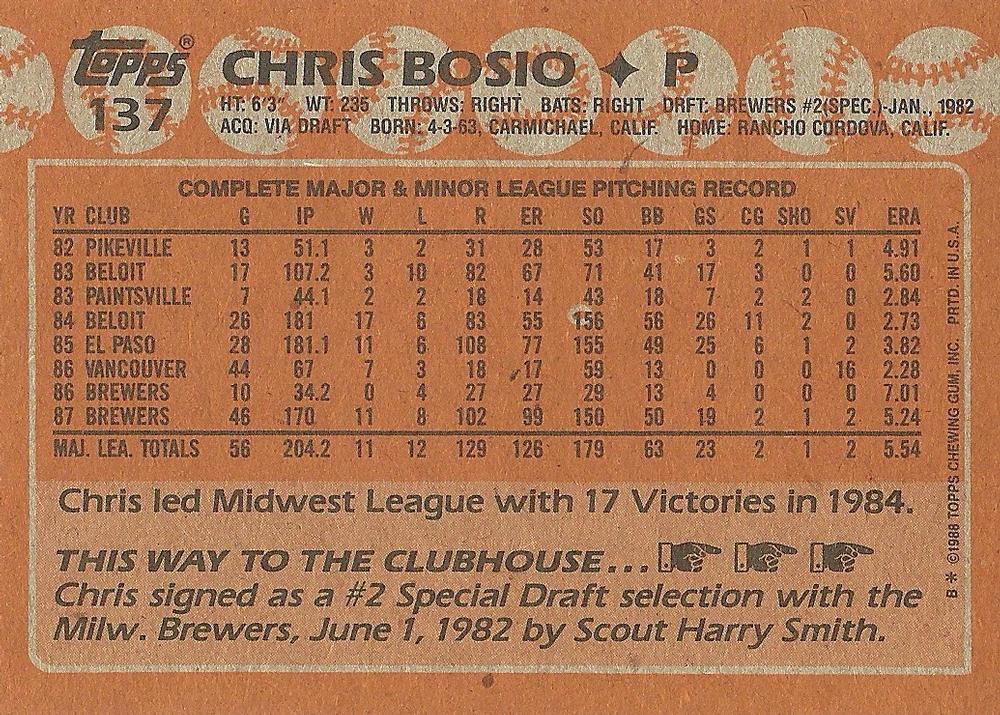 Topps® CHRIS BOSIO ✦ P
137 HT: 6'3" WT: 235 THROWS: RIGHT BATS: RIGHT DRFT: BREWERS #2(SPEC.)-JAN., 1982
ACQ: VIA DRAFT BORN: 4-3-63, CARMICHAEL, CALIF. HOME: RANCHO CORDOVA, CALIF.
COMPLETE MAJOR & MINOR LEAGUE PITCHING RECORD
YR CLUB G IP W L R ER SO BB GS CG SHO SV ERA
82 PIKEVILLE 13 51.1 3 2 31 28 53 17 3 2 1 1 4.91
83 BELOIT 17 107.2 3 10 82 67 71 41 17 3 0 0 5.60
83 PAINTSVILLE 7 44.1 2 2 18 14 43 18 7 2 2 0 2.84
84 BELOIT 26 181 17 6 83 55 156 56 26 11 2 0 2.73
85 EL PASO 28 181.1 11 6 108 77 155 49 25 6 1 2 3.82
86 VANCOUVER 44 67 7 3 18 17 59 13 0 0 0 16 2.28
86 BREWERS 10 34.2 0 4 27 27 29 13 4 0 0 0 7.01
87 BREWERS 46 170 11 8 102 99 150 50 19 2 1 2 5.24
MAJ. LEA. TOTALS 56 204.2 11 12 129 126 179 63 23 2 1 2 5.54
Chris led Midwest League with 17 Victories in 1984.
THIS WAY TO THE CLUBHOUSE...
Chris signed as a #2 Special Draft selection with the
Milw. Brewers, June 1, 1982 by Scout Harry Smith.
B* ©1988 TOPPS CHEWING GUM, INC. PRTD. IN U.S.A.